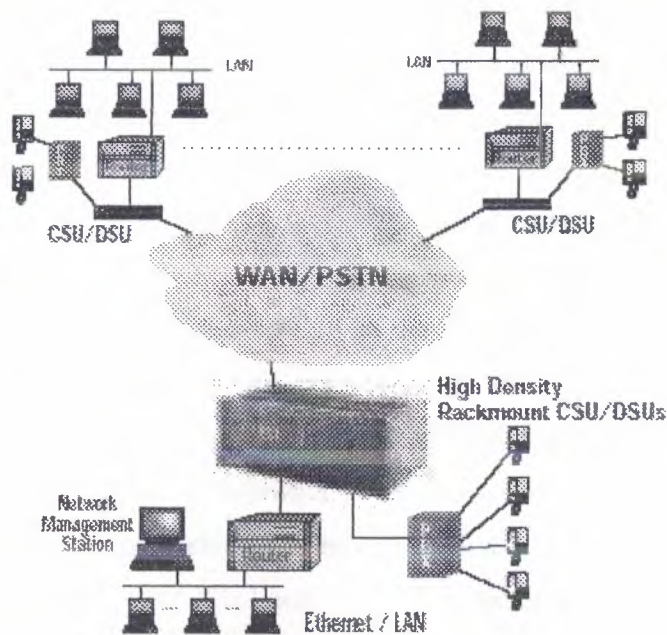 LAN
LAN
CSU/DSU
CSU/DSU
WAN/PSTN
High Density
Rackmount CSU/DSUs
Network
Management
Station
Router
Ethernet / LAN